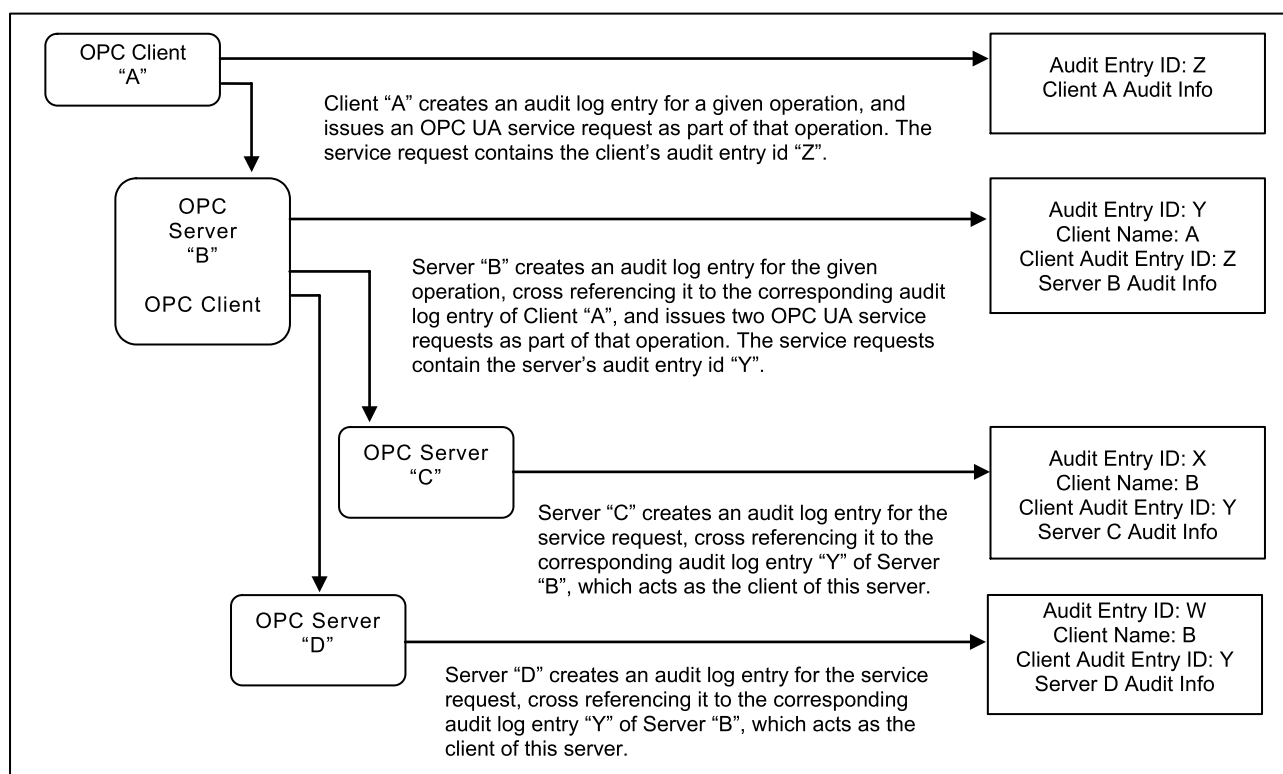 OPC Client
“A”
Audit Entry ID: Z
Client A Audit Info
Client “A” creates an audit log entry for a given operation, and
issues an OPC UA service request as part of that operation. The
service request contains the client’s audit entry id “Z”.
OPC
Server
“B”
OPC Client
Audit Entry ID: Y
Client Name: A
Client Audit Entry ID: Z
Server B Audit Info
Server “B” creates an audit log entry for the given
operation, cross referencing it to the corresponding audit
log entry of Client “A”, and issues two OPC UA service
requests as part of that operation. The service requests
contain the server’s audit entry id “Y”.
OPC Server
“C”
Audit Entry ID: X
Client Name: B
Client Audit Entry ID: Y
Server C Audit Info
Server “C” creates an audit log entry for the
service request, cross referencing it to the
corresponding audit log entry “Y” of Server
“B”, which acts as the client of this server.
OPC Server
“D”
Audit Entry ID: W
Client Name: B
Client Audit Entry ID: Y
Server D Audit Info
Server “D” creates an audit log entry for the service
request, cross referencing it to the corresponding
audit log entry “Y” of Server “B”, which acts as the
client of this server.